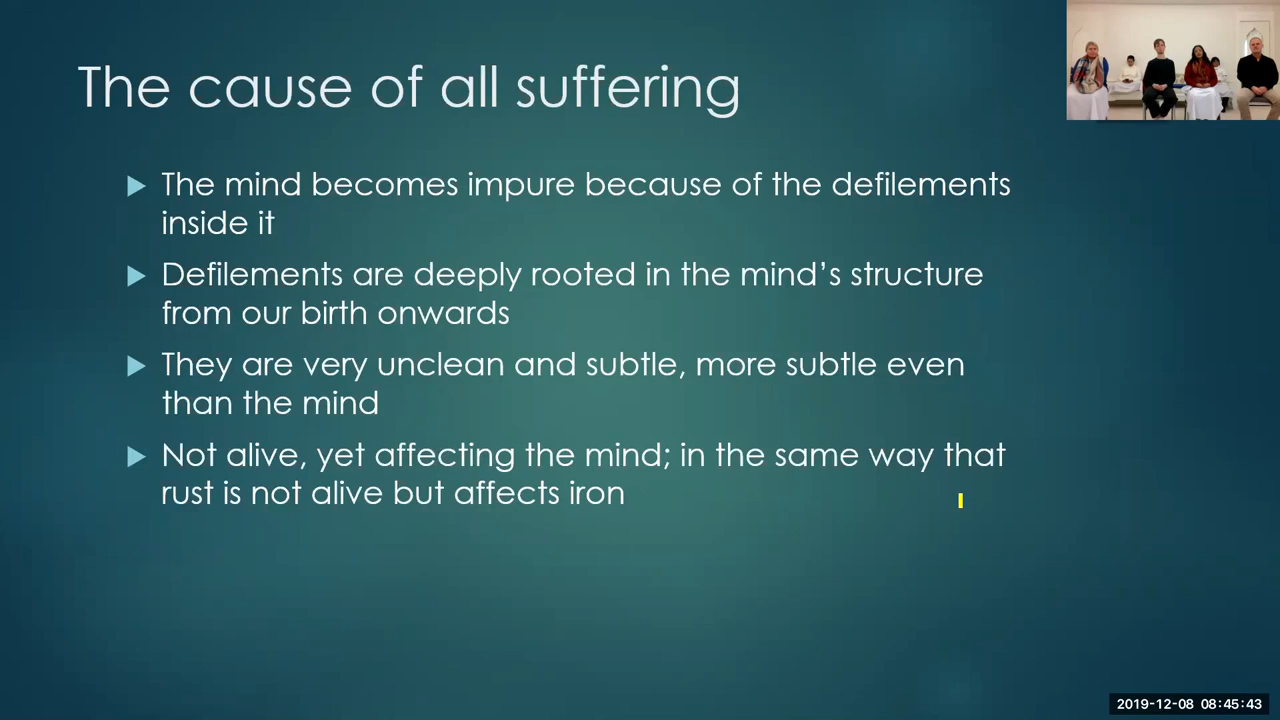 The cause of all suffering
The mind becomes impure because of the defilements
inside it
Defilements are deeply rooted in the mind’s structure
from our birth onwards
They are very unclean and subtle, more subtle even
than the mind
Not alive, yet affecting the mind; in the same way that
rust is not alive but affects iron
2019-12-08 08:45:43